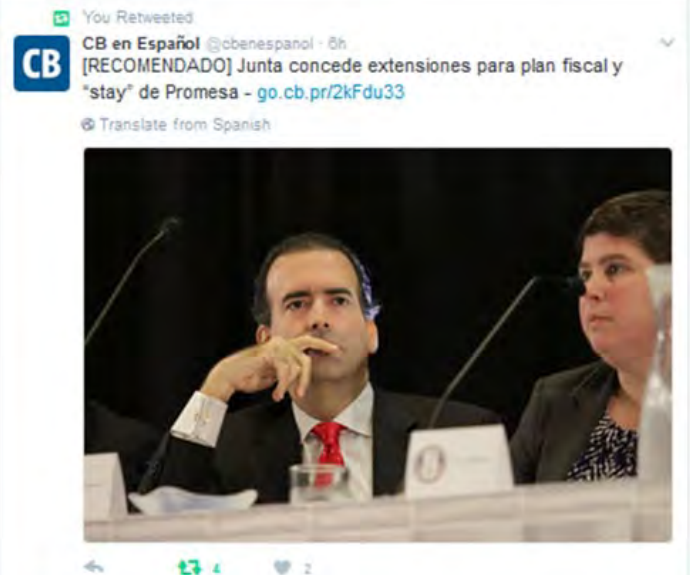 You Retweeted
CB
CB en Español @cbenespanol · 6h
[RECOMENDADO] Junta concede extensiones para plan fiscal y
"stay" de Promesa - go.cb.pr/2kFdu33
Translate from Spanish
4 2